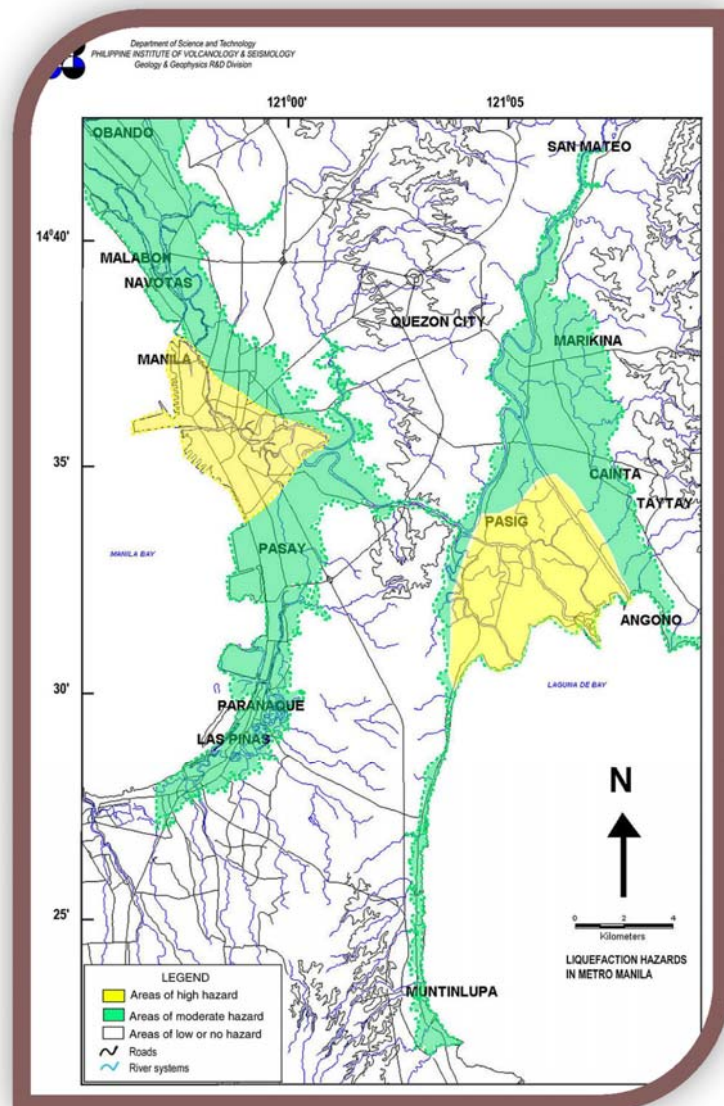 Department of Science and Technology
PHILIPPINE INSTITUTE OF VOLCANOLOGY & SEISMOLOGY
Geology & Geophysics R&D Division
121°00' 121°05'
OBANDO
SAN MATEO
14°40'
MALABON
NAVOTAS
QUEZON CITY
MARIKINA
MANILA
35'
CAINTA
TAYTAY
PASIG
PASAY
MANILA BAY
ANGONO
30'
LAGUNA DE BAY
PARAÑAQUE
LAS PIÑAS
N
25'
0 2 4
Kilometers
LIQUEFACTION HAZARDS
IN METRO MANILA
MUNTINLUPA
LEGEND
Areas of high hazard
Areas of moderate hazard
Areas of low or no hazard
Roads
River systems